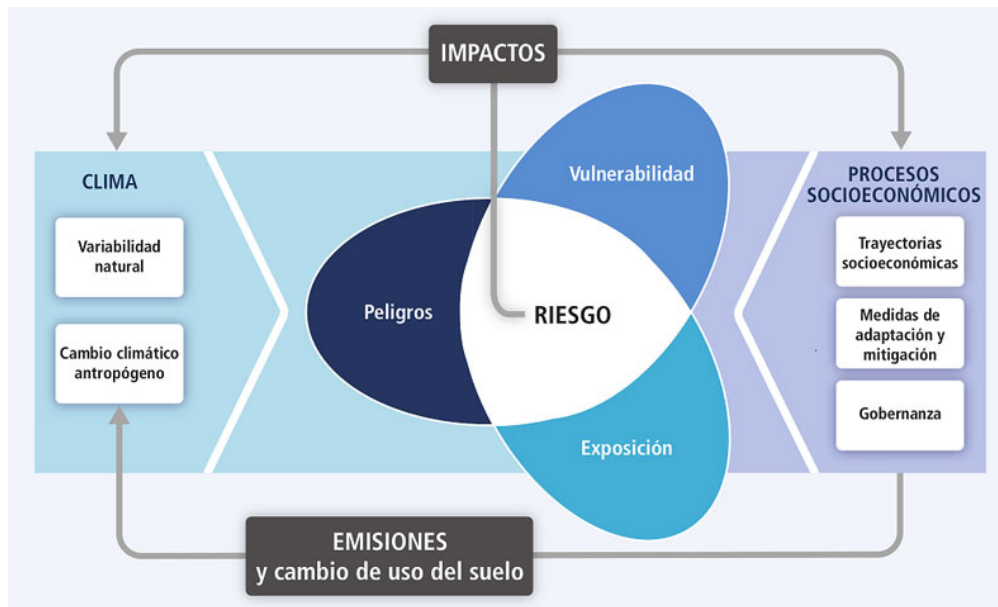 IMPACTOS
CLIMA
Variabilidad
natural
Cambio climático
antropógeno
Peligros
Vulnerabilidad
RIESGO
Exposición
PROCESOS
SOCIOECONÓMICOS
Trayectorias
socioeconómicas
Medidas de
adaptación y
mitigación
Gobernanza
EMISIONES
y cambio de uso del suelo